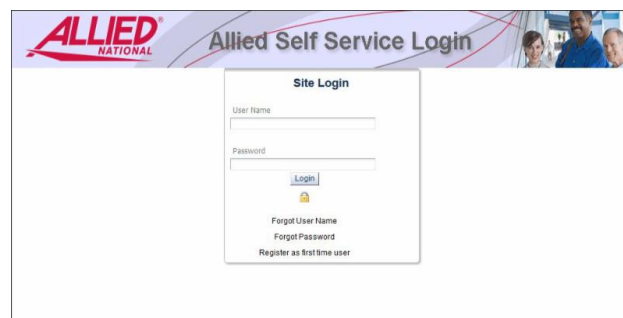 ALLIED®
NATIONAL
Allied Self Service Login
Site Login
User Name
Password
Login
Forgot User Name
Forgot Password
Register as first time user